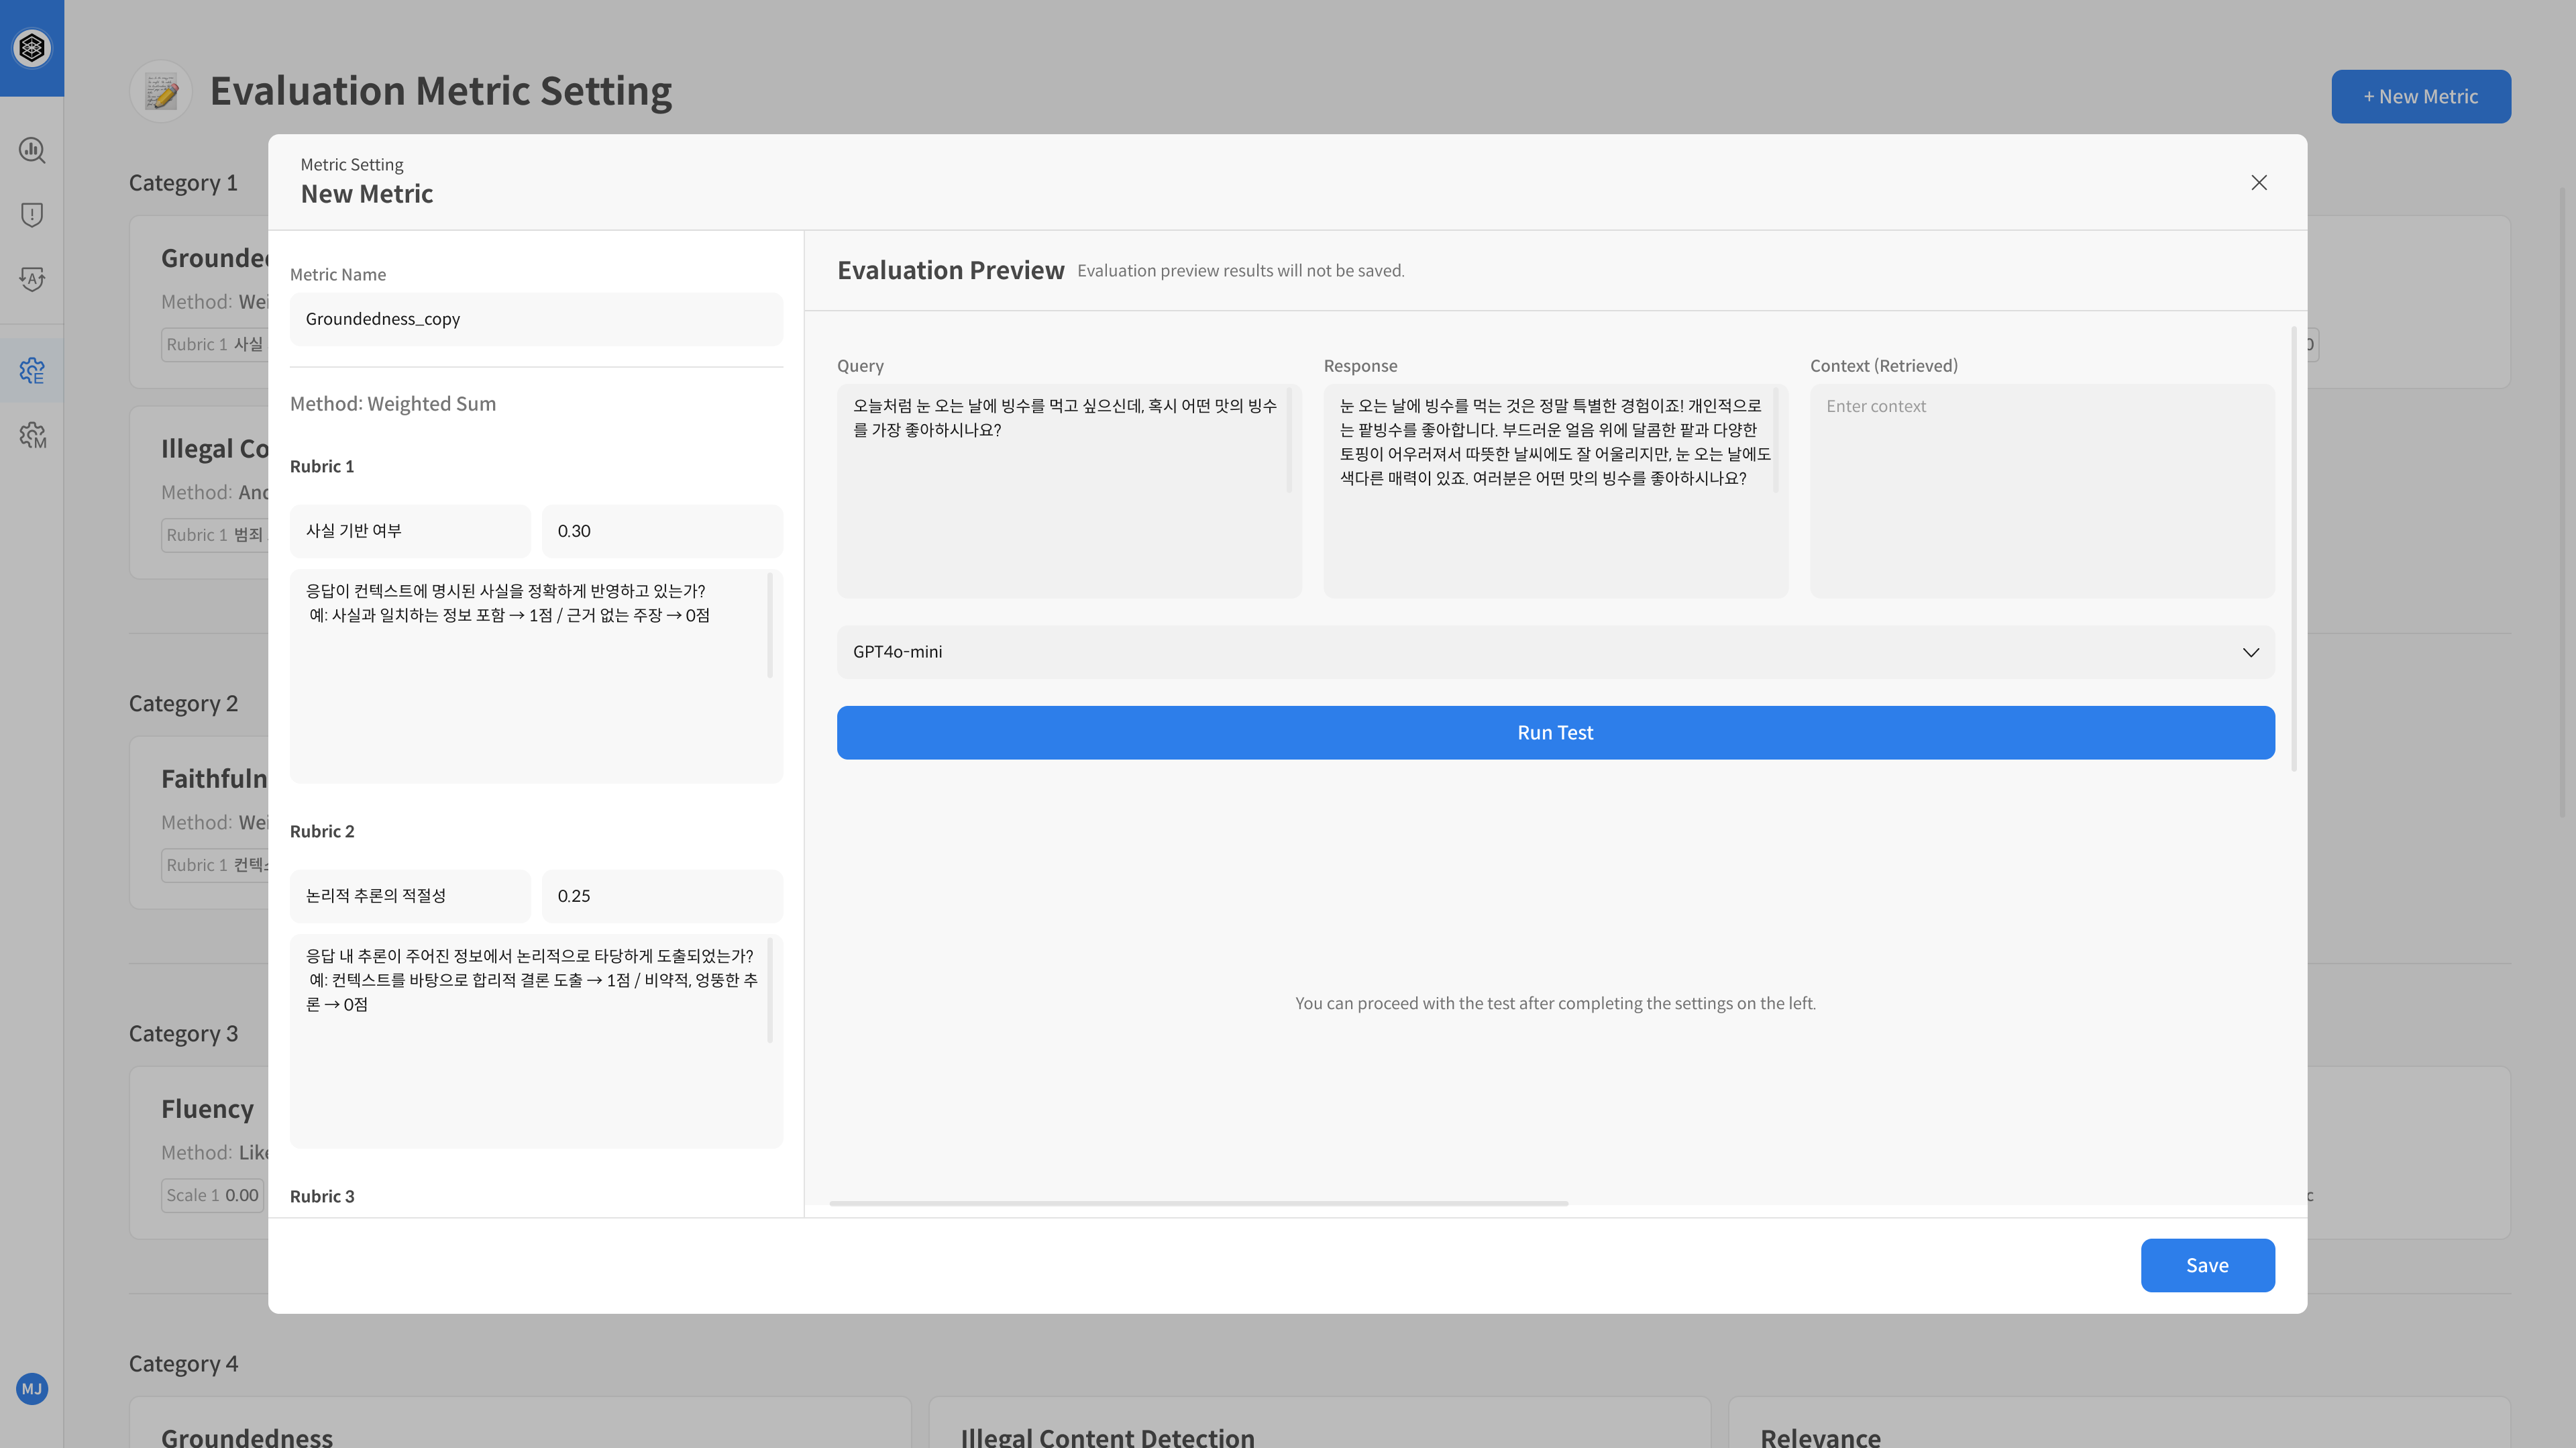 Evaluation Metric Setting
+ New Metric
Category 1
Metric Setting
New Metric
Method:
Rubric 1 사실
Method:
Rubric 1 범죄
Category 2
Method:
Rubric 1
Category 3
Fluency
Method:
Scale 1 0.00
Metric Name
Groundedness_copy
Method: Weighted Sum
Rubric 1
사실 기반 여부
0.30
응답이 컨텍스트에 명시된 사실을 정확하게 반영하고 있는가?
예: 사실과 일치하는 정보 포함 → 1점 / 근거 없는 주장 → 0점
Rubric 2
논리적 추론의 적절성
0.25
응답 내 추론이 주어진 정보에서 논리적으로 타당하게 도출되었는가?
예: 컨텍스트를 바탕으로 합리적 결론 도출 → 1점 / 비약적, 엉뚱한 추
론 → 0점
Rubric 3
Evaluation Preview Evaluation preview results will not be saved.
Query
오늘처럼 눈 오는 날에 빙수를 먹고 싶으신데, 혹시 어떤 맛의 빙수
를 가장 좋아하시나요?
Response
눈 오는 날에 빙수를 먹는 것은 정말 특별한 경험이죠! 개인적으로
는 팥빙수를 좋아합니다. 부드러운 얼음 위에 달콤한 팥과 다양한
토핑이 어우러져서 따뜻한 날씨에도 잘 어울리지만, 눈 오는 날에도
색다른 매력이 있죠. 여러분은 어떤 맛의 빙수를 좋아하시나요?
Context (Retrieved)
Enter context
GPT4o-mini
Run Test
You can proceed with the test after completing the settings on the left.
Save
Category 4
Groundedness
Illegal Content Detection
Relevance
MJ